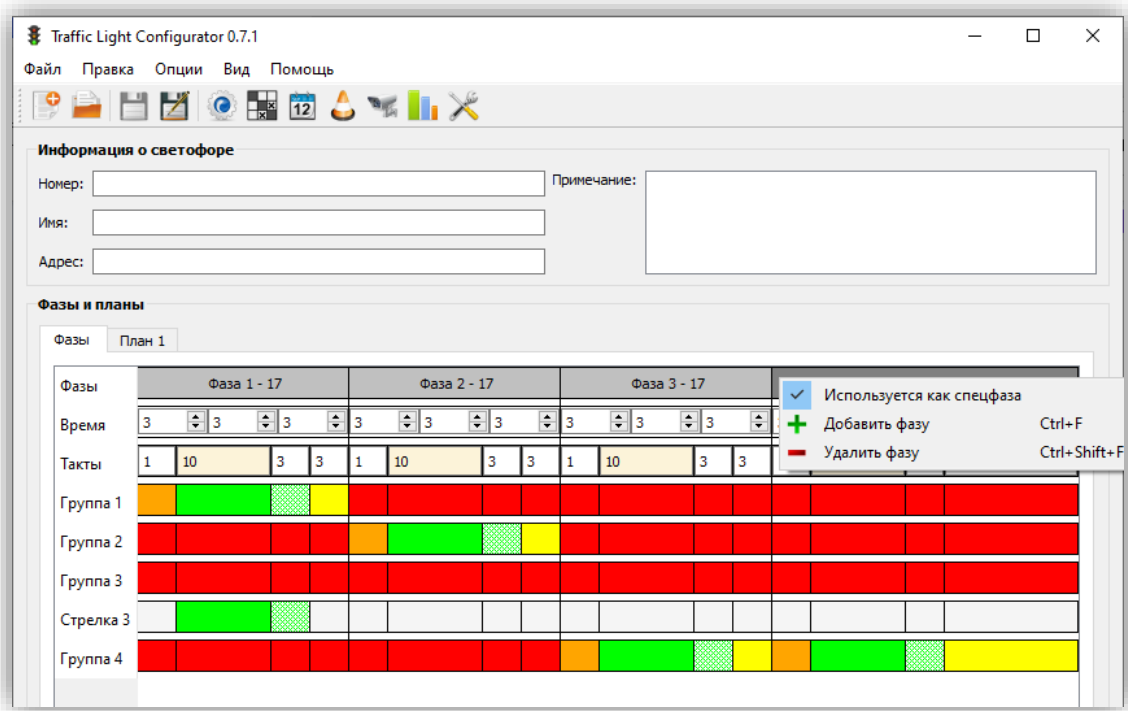 Traffic Light Configurator 0.7.1
Файл Правка Опции Вид Помощь
12
Информация о светофоре
Номер:
Примечание:
Имя:
Адрес:
Фазы и планы
Фазы План 1
Фазы Фаза 1 - 17 Фаза 2 - 17 Фаза 3 - 17
Используется как спецфаза
Время 3 3 3 3 3 3 3 3 3
Добавить фазу Ctrl+F
Удалить фазу Ctrl+Shift+F
Такты 1 10 3 3 1 10 3 3 1 10 3 3
Группа 1
Группа 2
Группа 3
Стрелка 3
Группа 4